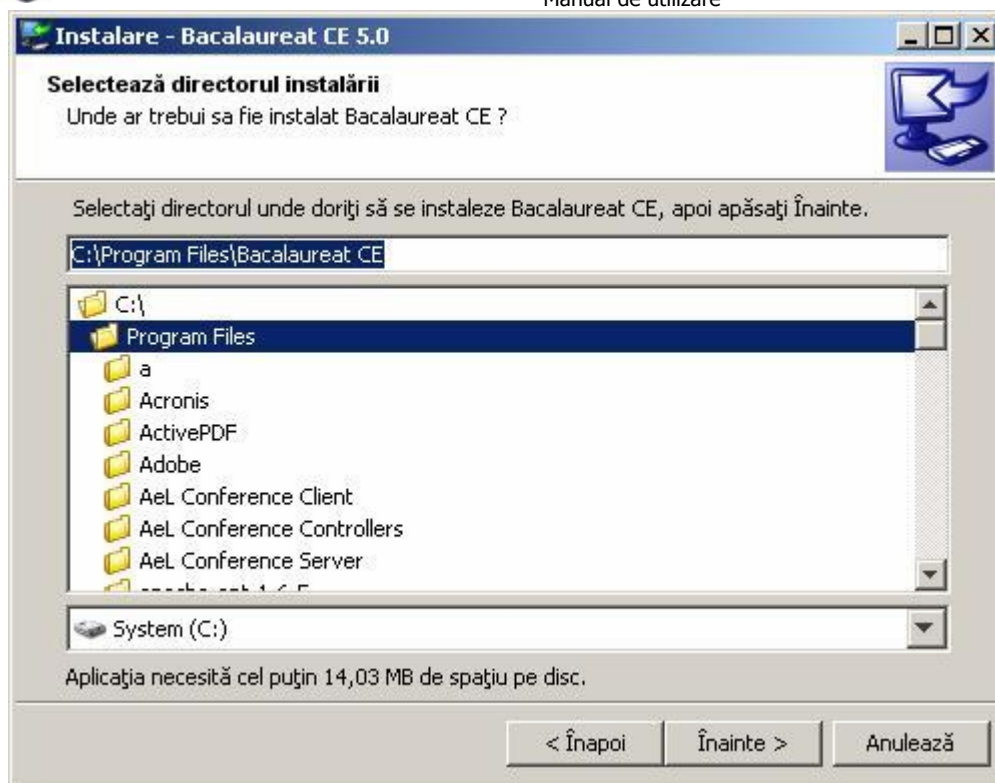 Manual de utilizare
Instalare - Bacalaureat CE 5.0
Selectează directorul instalării
Unde ar trebui sa fie instalat Bacalaureat CE ?
Selectaţi directorul unde doriţi să se instaleze Bacalaureat CE, apoi apăsaţi Înainte.
C:\Program Files\Bacalaureat CE
C:\
Program Files
a
Acronis
ActivePDF
Adobe
AeL Conference Client
AeL Conference Controllers
AeL Conference Server
System (C:)
Aplicaţia necesită cel puţin 14,03 MB de spaţiu pe disc.
< Înapoi
Înainte >
Anulează